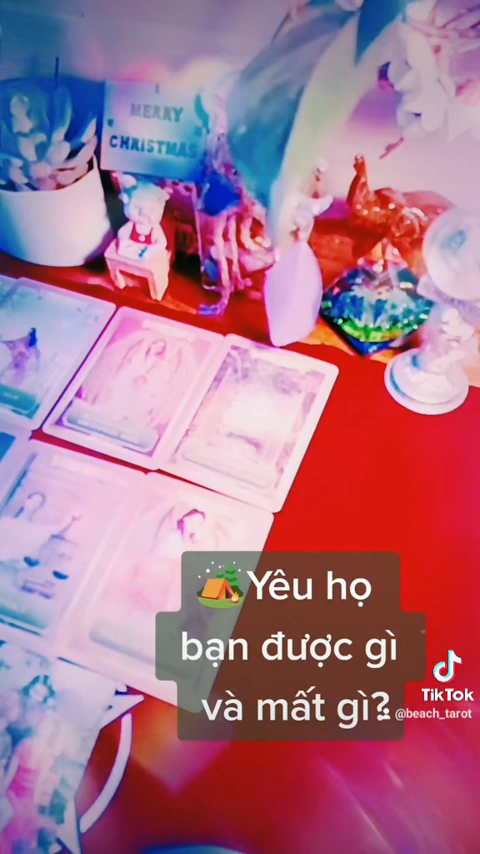 MERRY
CHRISTMAS
🏕️Yêu họ
bạn được gì
và mất gì?
TikTok
@beach_tarot